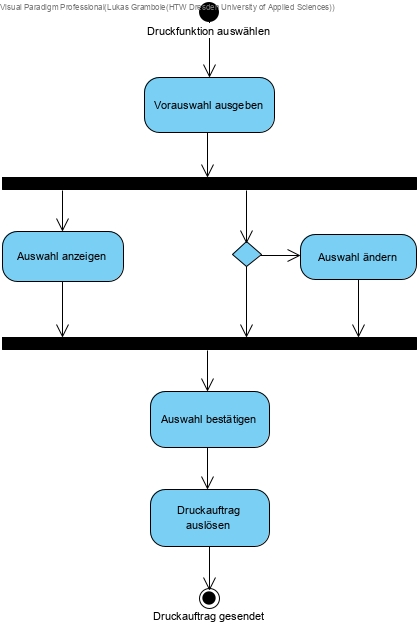 Visual Paradigm Professional(Lukas Grambole(HTW Dresden University of Applied Sciences))
Druckfunktion auswählen
Vorauswahl ausgeben
Auswahl anzeigen
Auswahl ändern
Auswahl bestätigen
Druckauftrag
auslösen
Druckauftrag gesendet